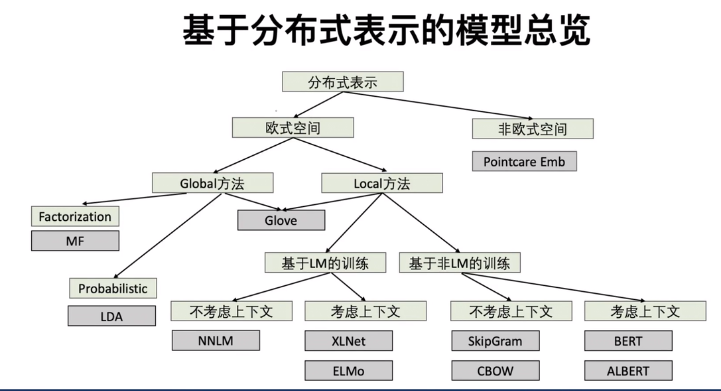 基于分布式表示的模型总览
分布式表示
欧式空间
非欧式空间
Pointcare Emb
Global方法
Local方法
Factorization
Glove
MF
基于LM的训练
基于非LM的训练
Probabilistic
LDA
不考虑上下文
考虑上下文
不考虑上下文
考虑上下文
NNLM
XLNet
SkipGram
BERT
ELMo
CBOW
ALBERT